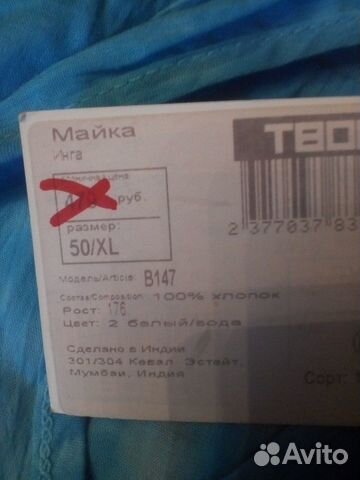 Майка
Инга
ТВО
руб.
размер:
50/XL
2 377037 83
Модель/Article: B147
Состав/Composition: 100% хлопок
Рост: 176
Цвет: 2 белый/вода
Сделано в Индии
301/304 Кевал. Эстейт,
Мумбаи, Индия
Сорт:
Avito